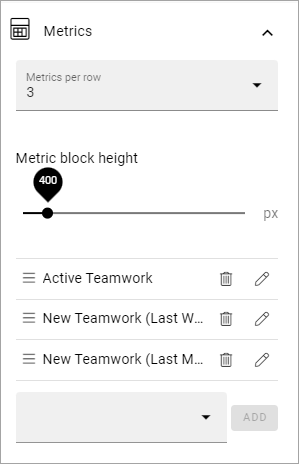 Metrics
Metrics per row
3
Metric block height
400
px
Active Teamwork
New Teamwork (Last W...
New Teamwork (Last M...
ADD